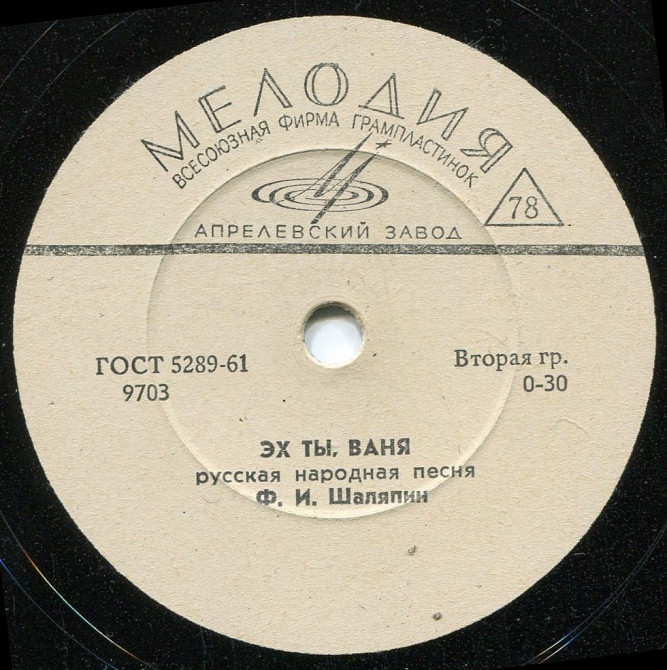 МЕЛОДИЯ
ВСЕСОЮЗНАЯ ФИРМА ГРАМПЛАСТИНОК
78
АПРЕЛЕВСКИЙ ЗАВОД
ГОСТ 5289-61
9703
Вторая гр.
0-30
ЭХ ТЫ, ВАНЯ
русская народная песня
Ф. И. Шаляпин